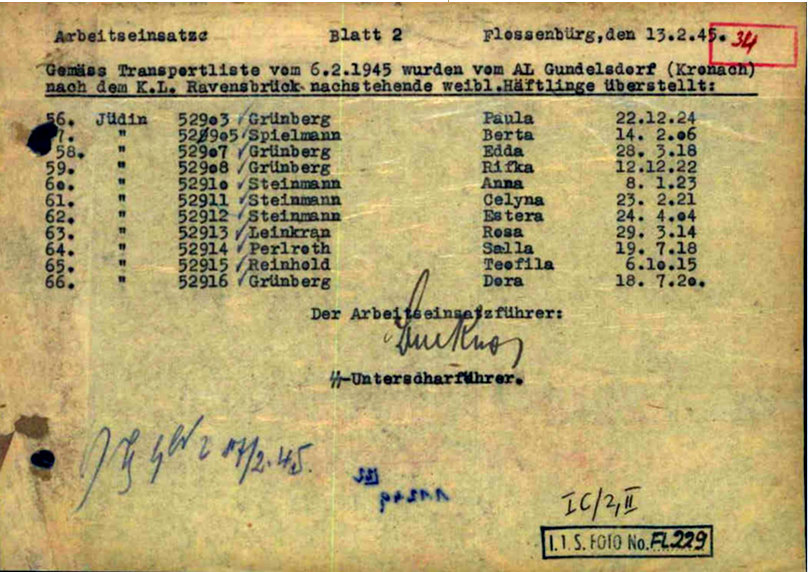 Arbeitseinsatz Blatt 2 Flossenbürg,den 13.2.45.
34
Gemäss Transportliste vom 6.2.1945 wurden vom AL Gundelsdorf (Kronach)
nach dem K.L. Ravensbrück nachstehende weibl.Häftlinge überstellt:
56. Jüdin 52903 Grünberg Paula 22.12.24
57. " 52905 Spielmann Berta 14. 2.06
58. " 52907 Grünberg Edda 28. 3.18
59. " 52908 Grünberg Rifka 12.12.22
60. " 52910 Steinmann Anna 8. 1.23
61. " 52911 Steinmann Celyna 23. 2.21
62. " 52912 Steinmann Estera 24. 4.04
63. " 52913 Leinkran Rosa 29. 3.14
64. " 52914 Perlroth Salla 19. 7.18
65. " 52915 Reinhold Teofila 6.10.15
66. " 52916 Grünberg Dora 18. 7.20.
Der Arbeitseinsatzführer:
SS-Unterscharführer.
2.45.
IC/2,II
I.T.S. FOTO No. FL229